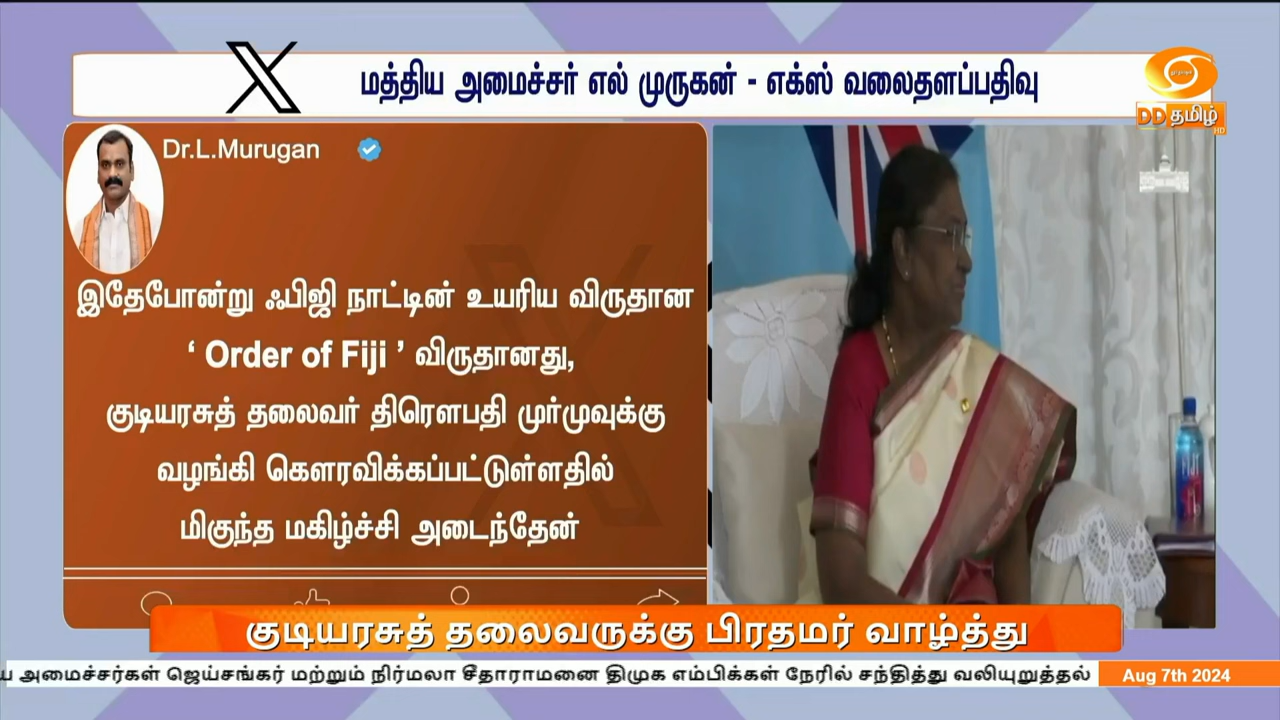 மத்திய அமைச்சர் எல் முருகன் - எக்ஸ் வலைதளப்பதிவு
DD தமிழ் HD
Dr.L.Murugan
இதேபோன்று ஃபிஜி நாட்டின் உயரிய விருதான
‘ Order of Fiji ’ விருதானது,
குடியரசுத் தலைவர் திரௌபதி முர்முவுக்கு
வழங்கி கௌரவிக்கப்பட்டுள்ளதில்
மிகுந்த மகிழ்ச்சி அடைந்தேன்
FIJI
குடியரசுத் தலைவருக்கு பிரதமர் வாழ்த்து
ய அமைச்சர்கள் ஜெய்சங்கர் மற்றும் நிர்மலா சீதாராமனை திமுக எம்பிக்கள் நேரில் சந்தித்து வலியுறுத்தல்
Aug 7th 2024